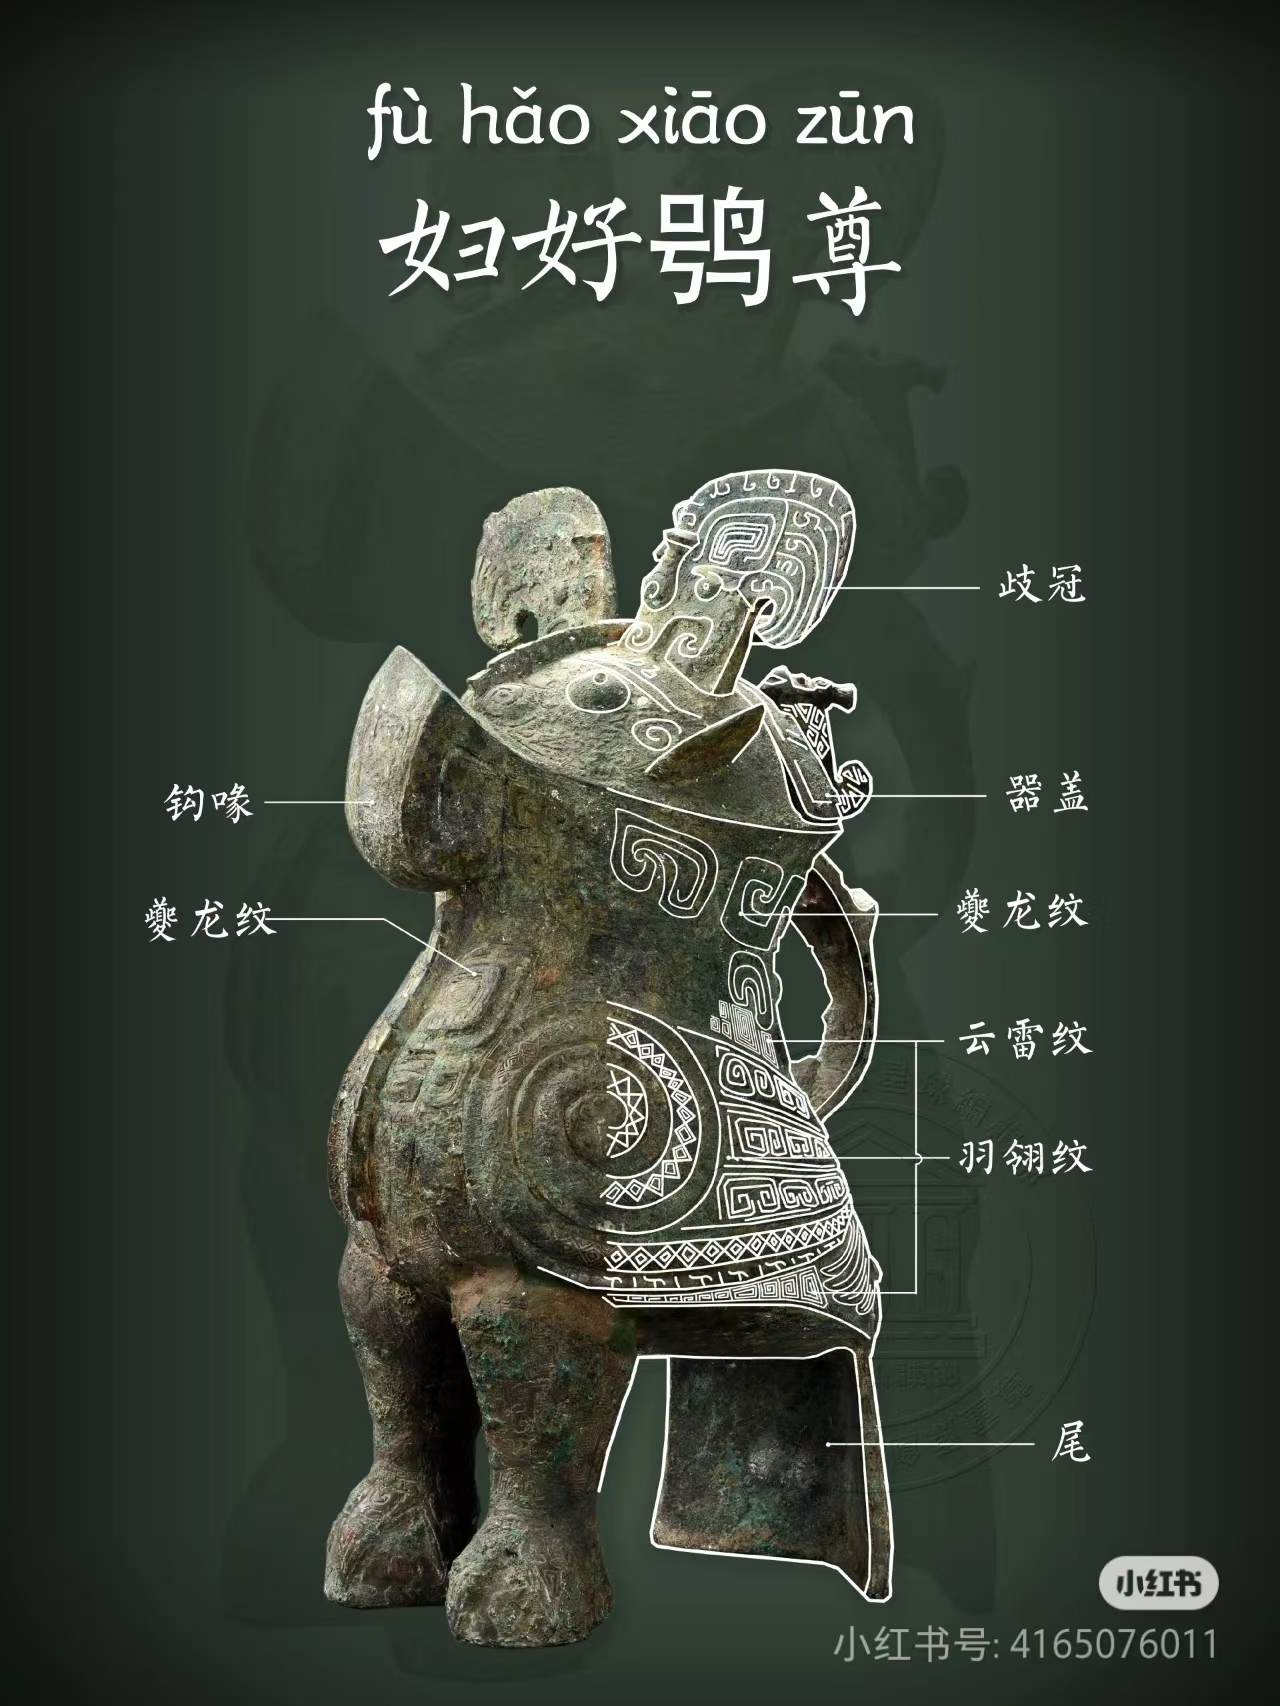 fù hǎo xiāo zūn
妇好鸮尊
歧冠
钩喙
器盖
夔龙纹
夔龙纹
云雷纹
羽翎纹
尾
小红书
小红书号: 4165076011